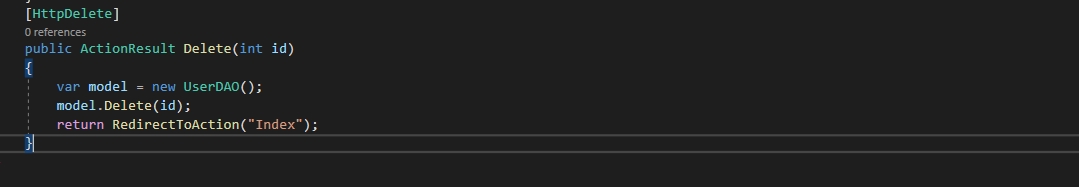 [HttpDelete]
0 references
public ActionResult Delete(int id)
{
var model = new UserDAO();
model.Delete(id);
return RedirectToAction("Index");
}